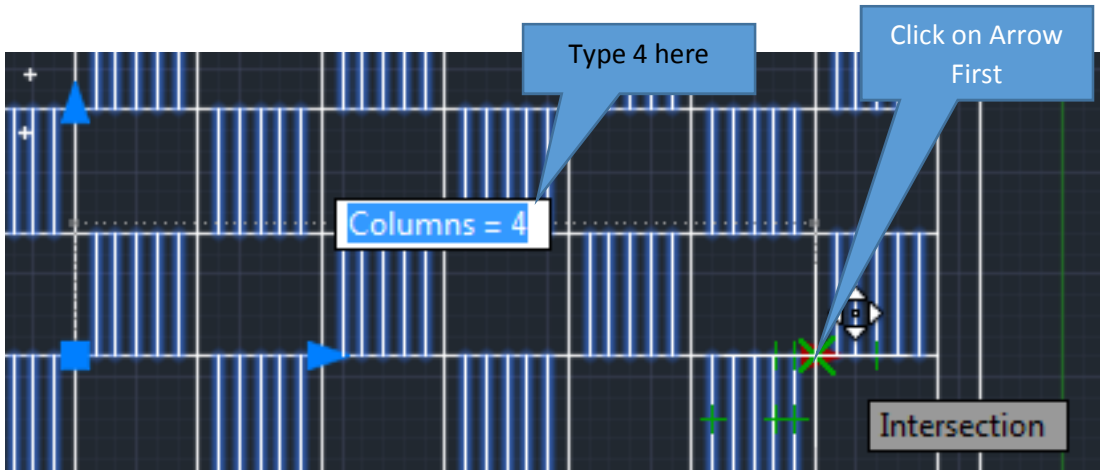 Type 4 here
Click on Arrow
First
Columns = 4
Intersection